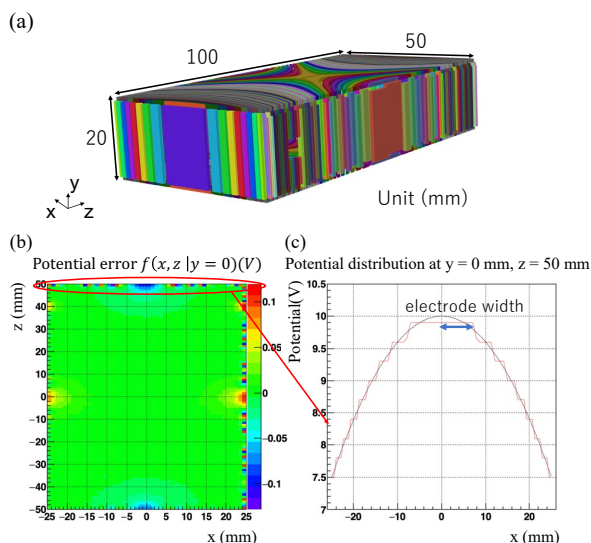 (a)
100
50
20
y
x
z
Unit (mm)
(b)
Potential error f(x, z |y = 0)(V)
z (mm)
50
40
30
20
10
0
−10
−20
−30
−40
−50
−25 −20 −15 −10 −5 0 5 10 15 20 25
x (mm)
0.1
0.05
0
−0.05
−0.1
(c)
Potential distribution at y = 0 mm, z = 50 mm
Potential(V)
10.5
10
9.5
9
8.5
8
7.5
7
electrode width
−20 −10 0 10 20
x (mm)